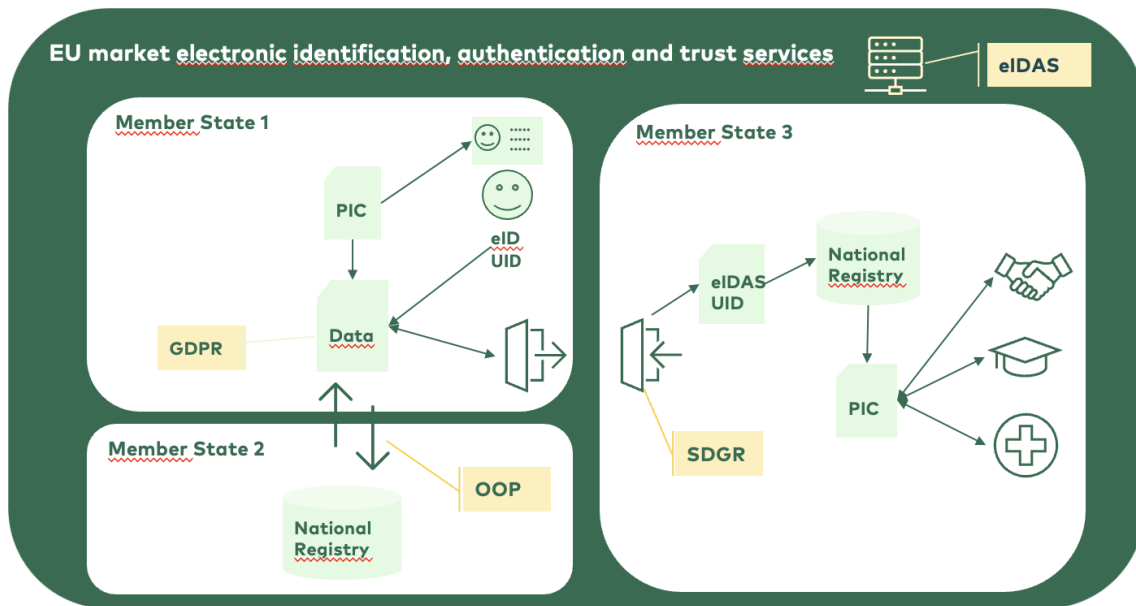 EU market electronic identification, authentication and trust services
eIDAS
Member State 1
PIC
eID
UID
GDPR
Data
Member State 2
OOP
National
Registry
Member State 3
National
Registry
eIDAS
UID
PIC
SDGR